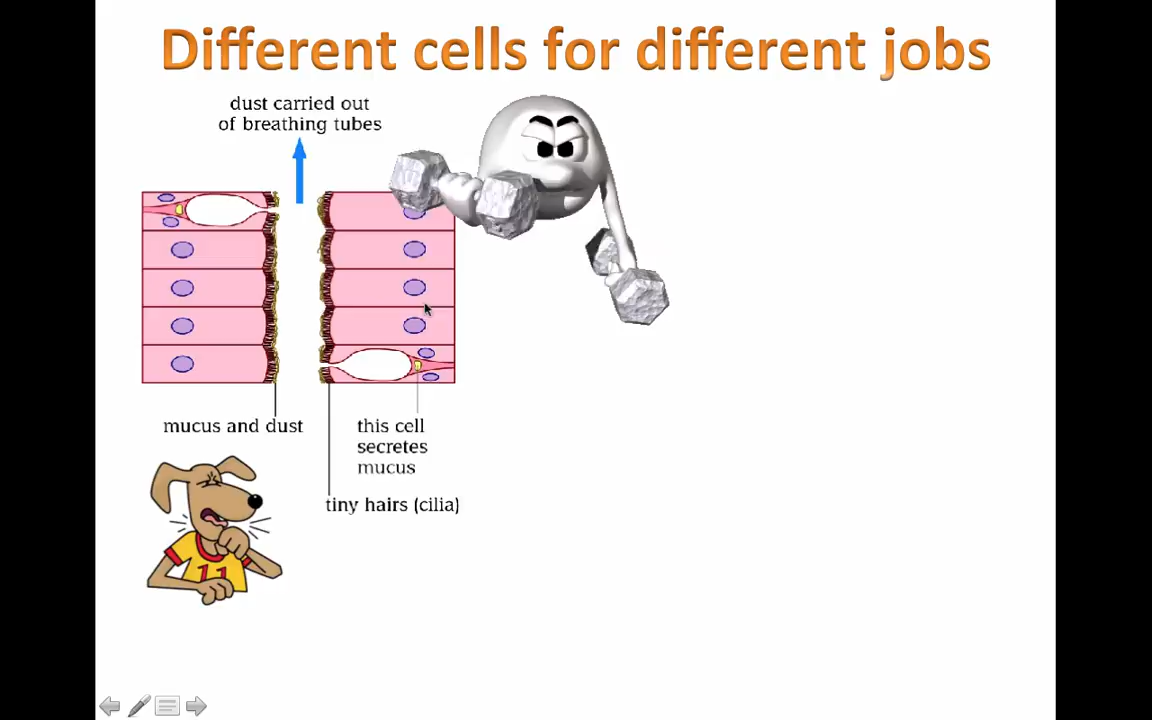 Different cells for different jobs
dust carried out
of breathing tubes
mucus and dust
this cell
secretes
mucus
tiny hairs (cilia)
11